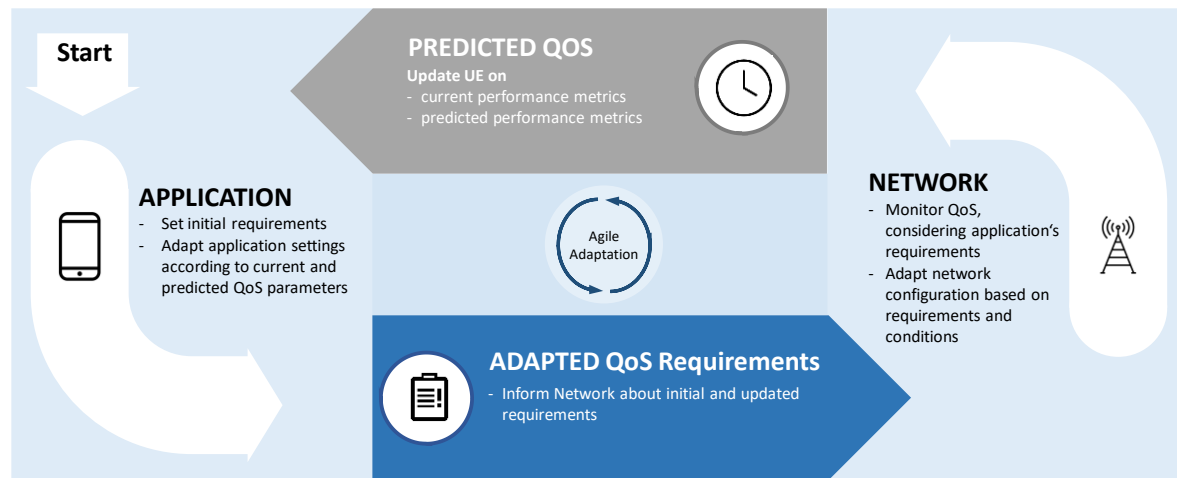 Start
PREDICTED QOS
Update UE on
- current performance metrics
- predicted performance metrics
APPLICATION
- Set initial requirements
- Adapt application settings
according to current and
predicted QoS parameters
Agile
Adaptation
NETWORK
- Monitor QoS,
considering application’s
requirements
- Adapt network
configuration based on
requirements and
conditions
ADAPTED QoS Requirements
- Inform Network about initial and updated
requirements